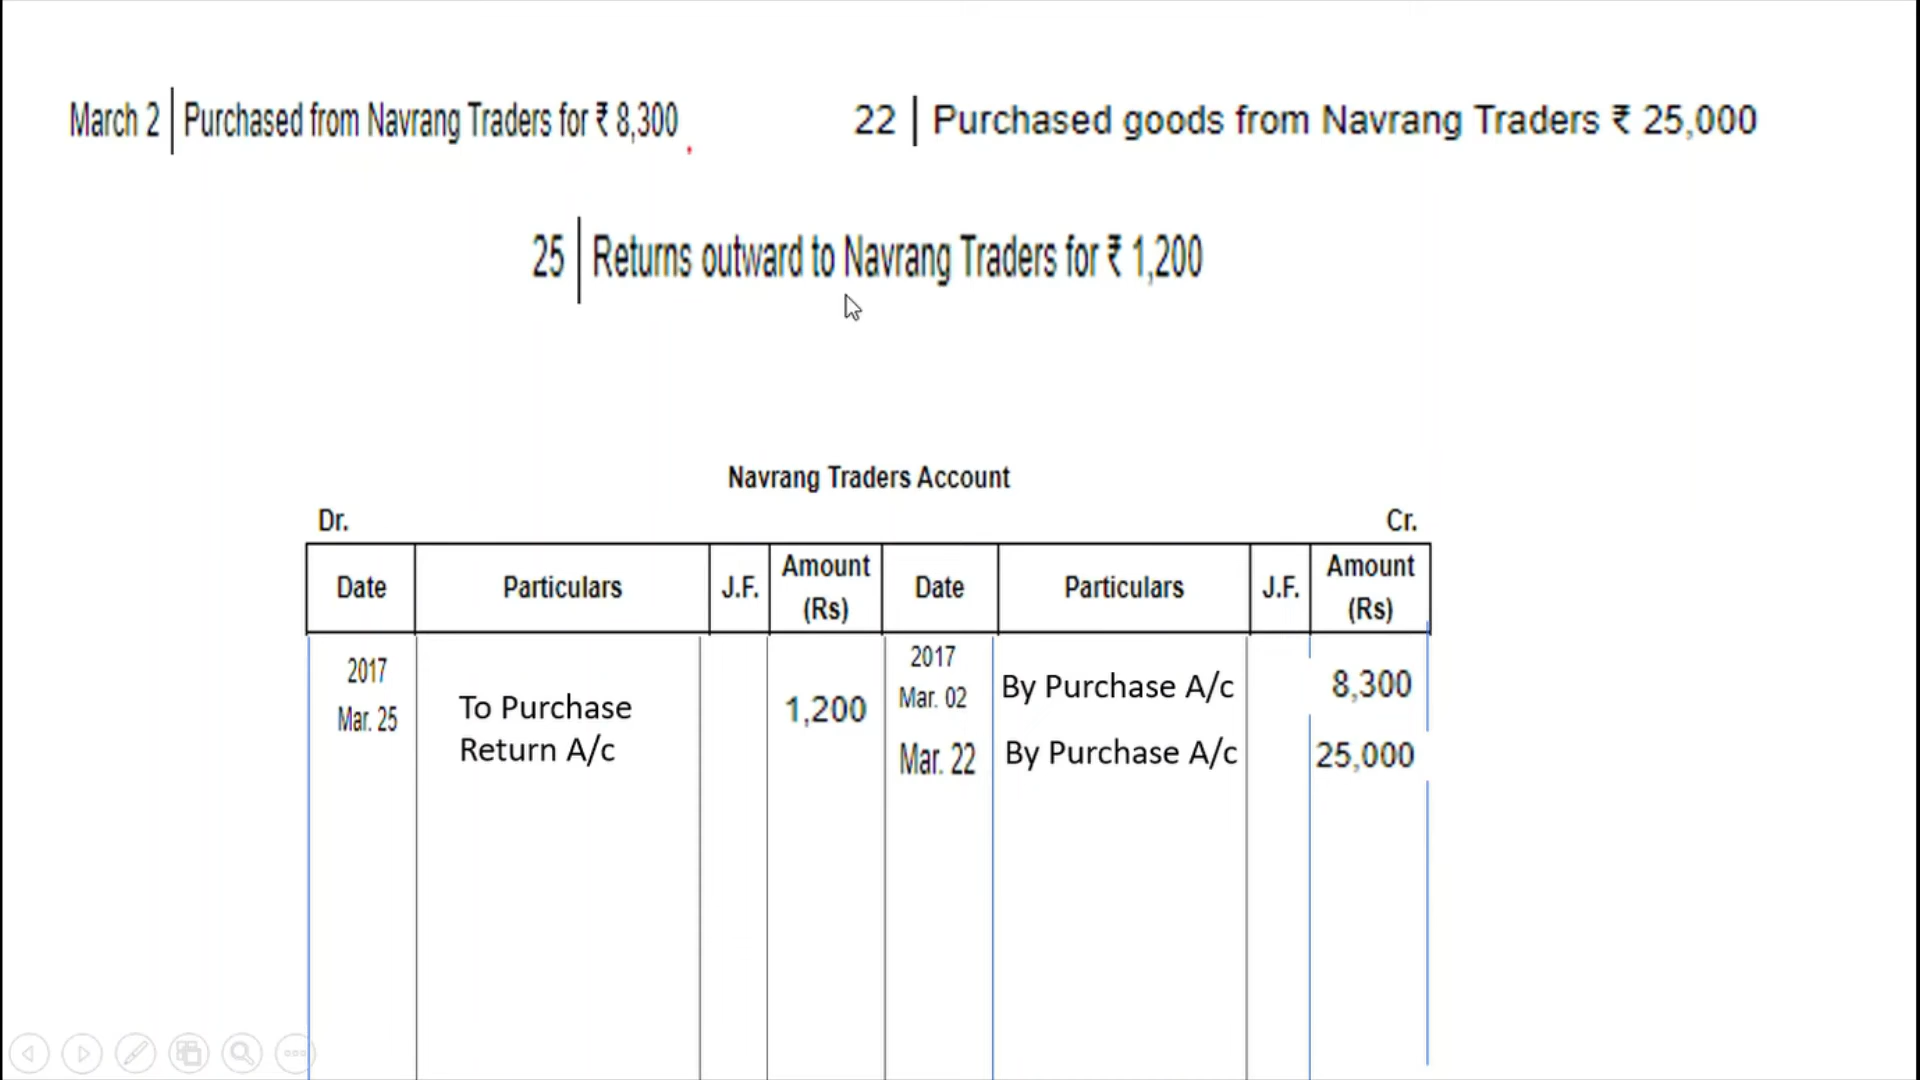 March 2 | Purchased from Navrang Traders for ₹ 8,300
22 | Purchased goods from Navrang Traders ₹ 25,000
25 | Returns outward to Navrang Traders for ₹ 1,200
Navrang Traders Account
Dr. Cr.
Date Particulars J.F. Amount (Rs) Date Particulars J.F. Amount (Rs)
2017 2017
Mar. 25 To Purchase 1,200 Mar. 02 By Purchase A/c 8,300
Return A/c Mar. 22 By Purchase A/c 25,000